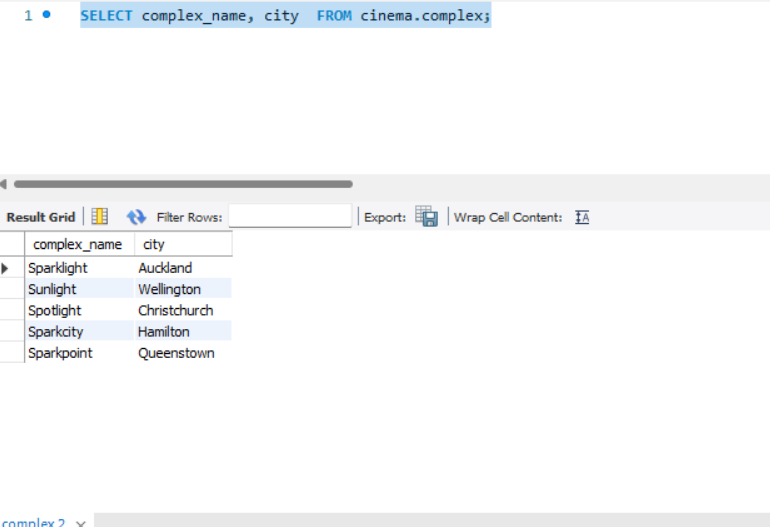 1 SELECT complex_name, city FROM cinema.complex;
Result Grid Filter Rows: Export: Wrap Cell Content:
complex_name city
Sparklight Auckland
Sunlight Wellington
Spotlight Christchurch
Sparkcity Hamilton
Sparkpoint Queenstown
complex 2